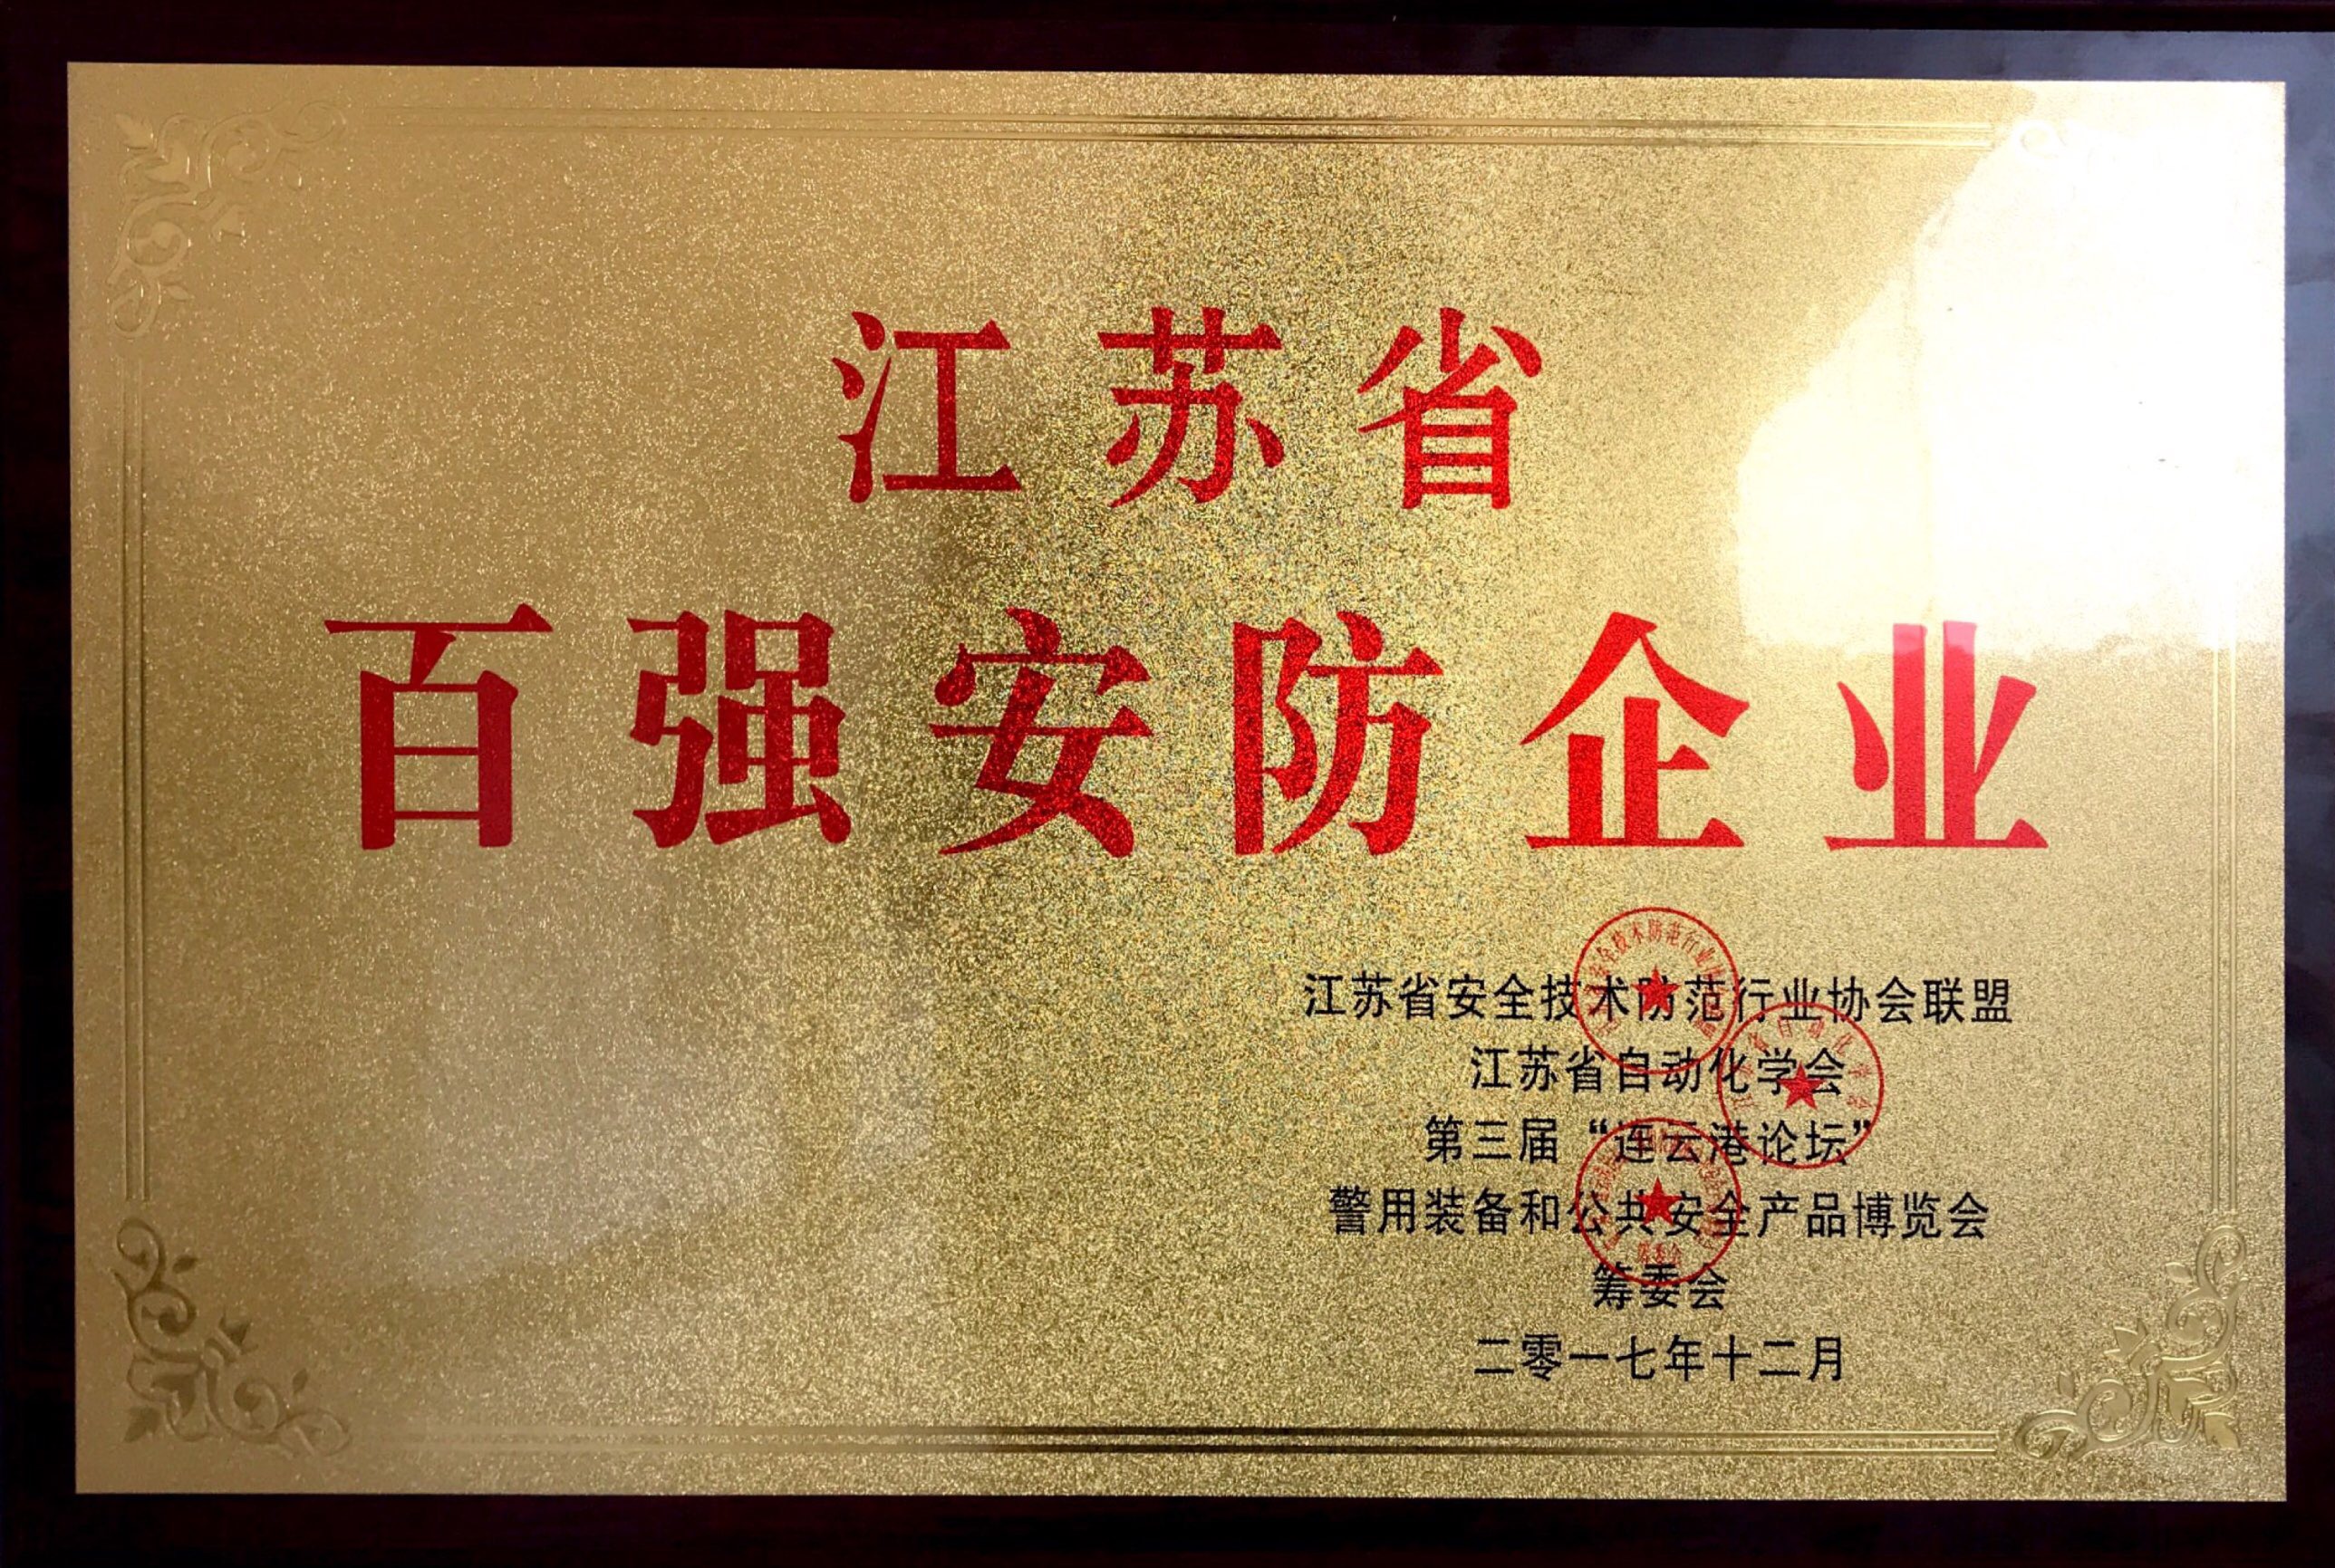 江苏省
百强安防企业
江苏省安全技术防范行业协会联盟
江苏省自动化学会
第三届“连云港论坛”
警用装备和公共安全产品博览会
筹委会
二零一七年十二月